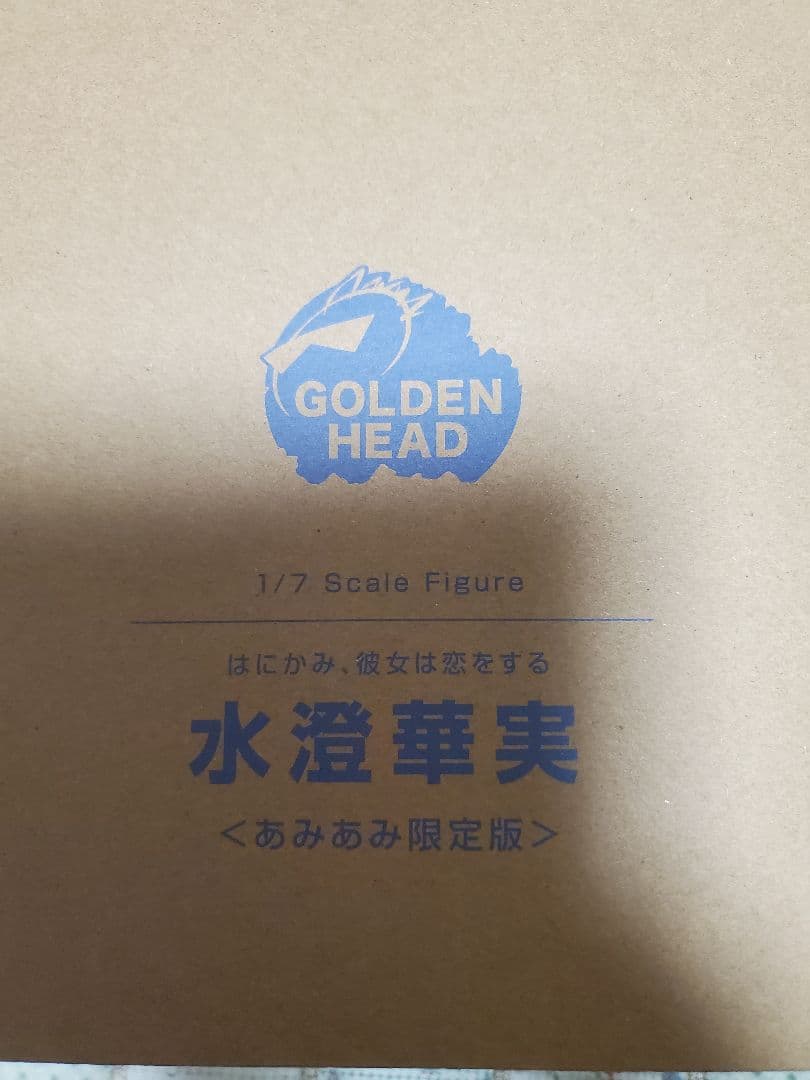 GOLDEN
HEAD
1/7 Scale Figure
はにかみ、彼女は恋をする
水澄華実
＜あみあみ限定版＞